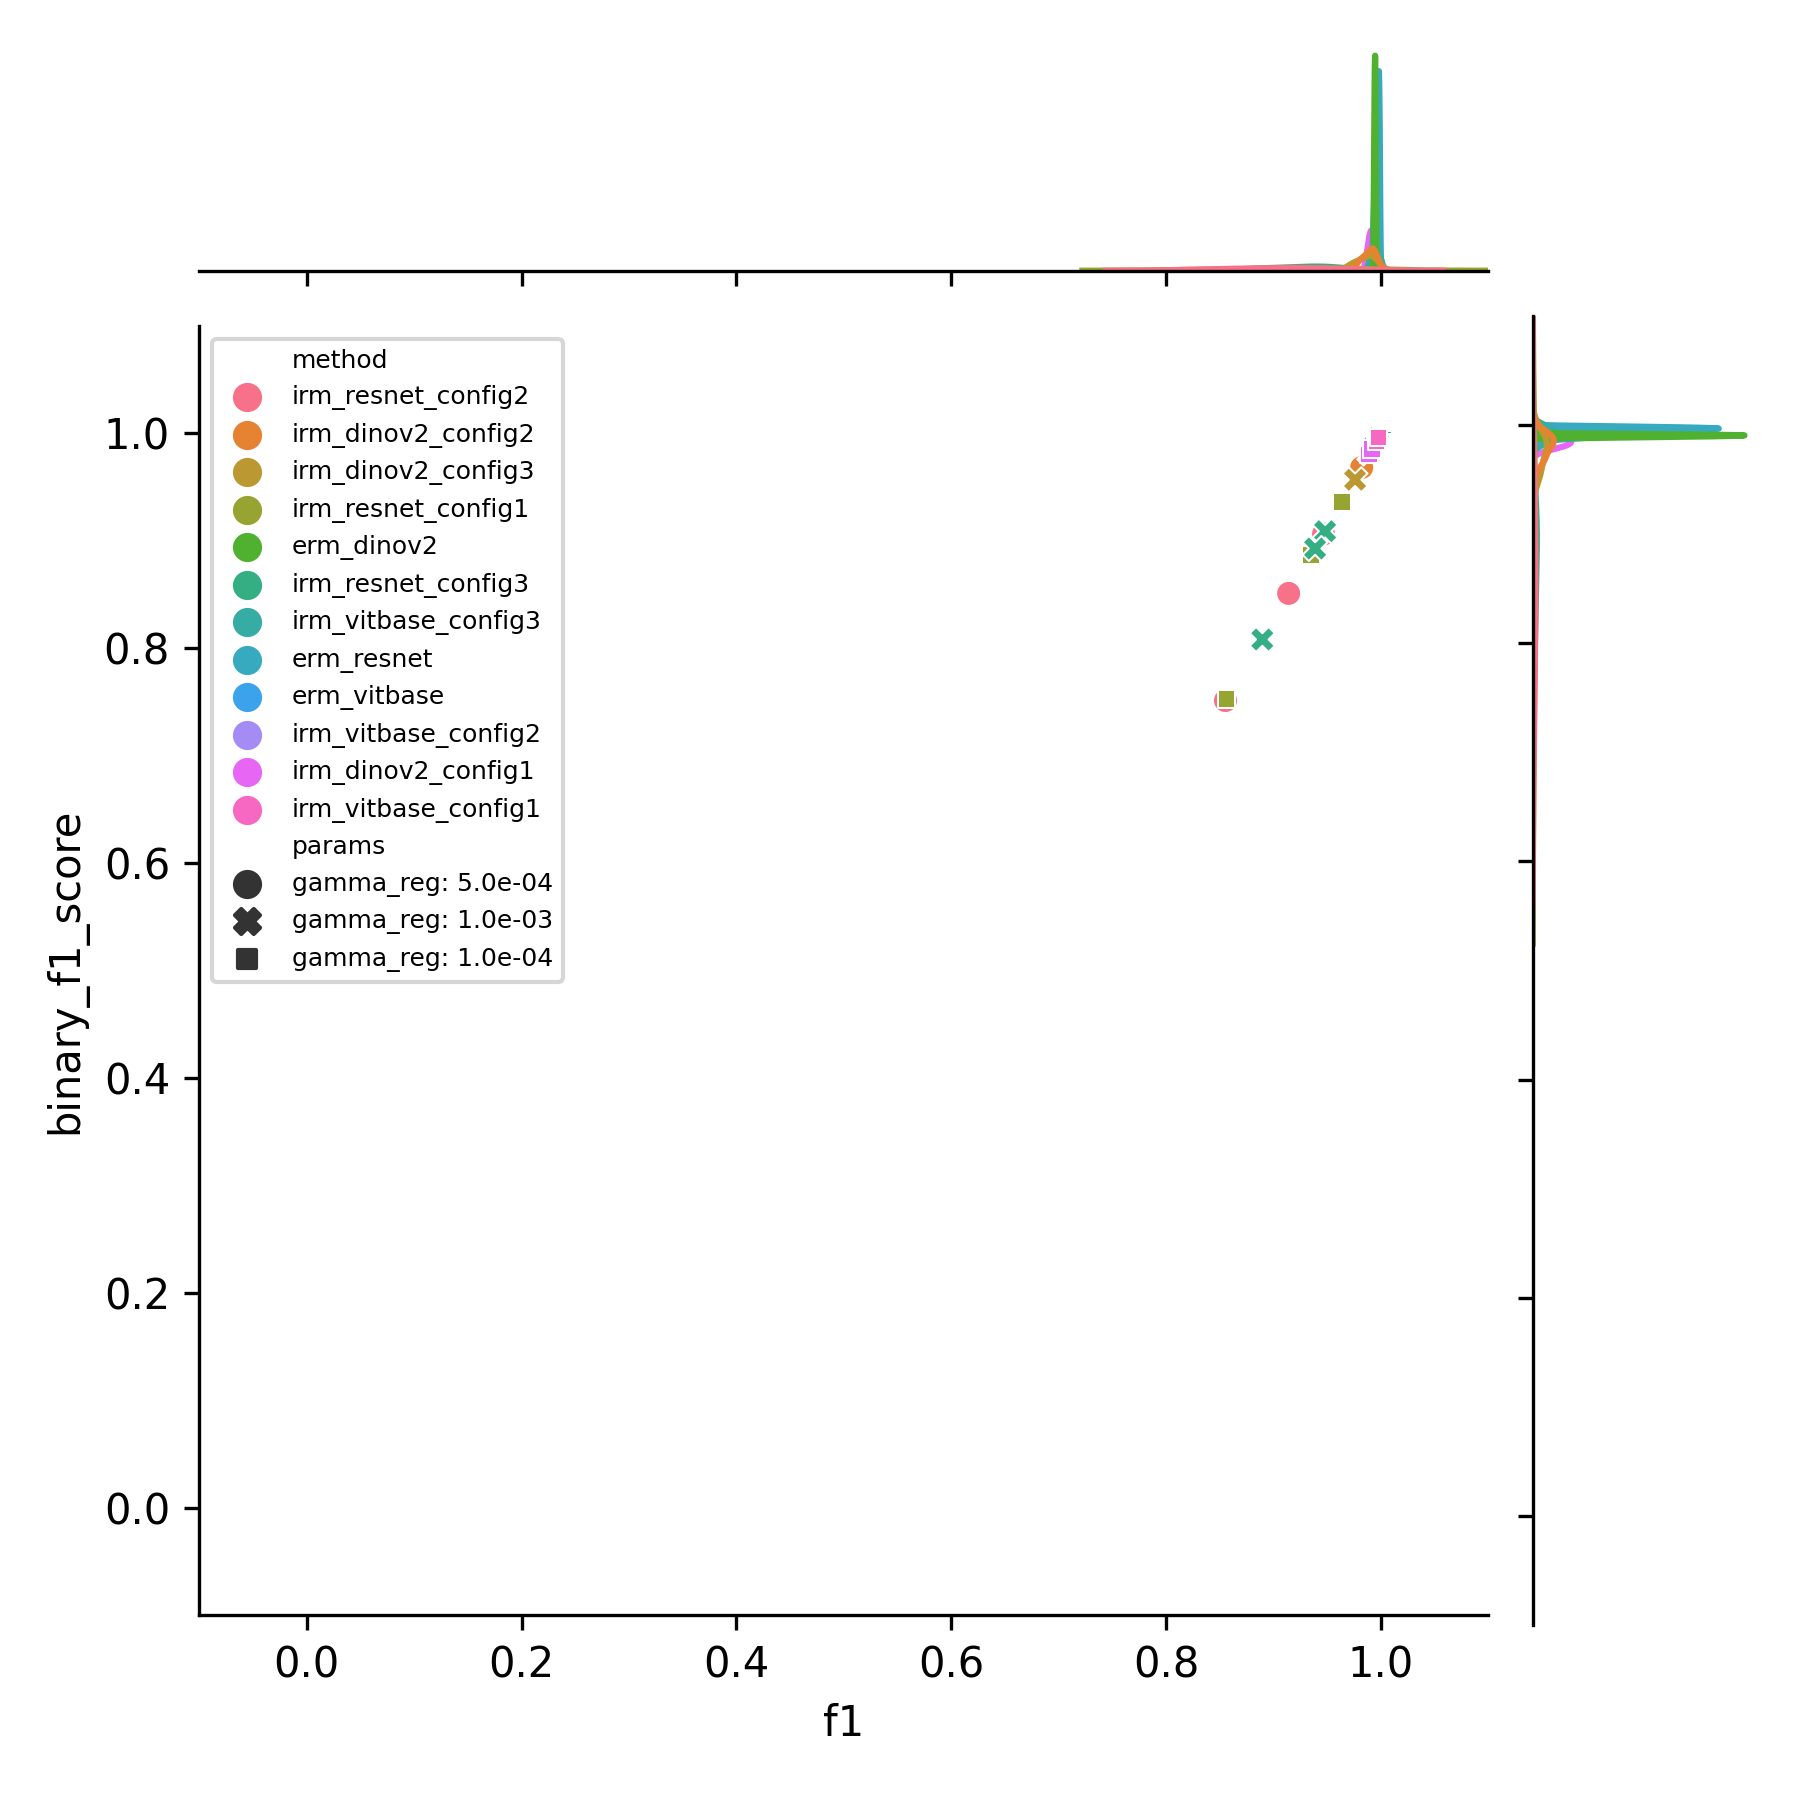 method
irm_resnet_config2
irm_dinov2_config2
irm_dinov2_config3
irm_resnet_config1
erm_dinov2
irm_resnet_config3
irm_vitbase_config3
erm_resnet
erm_vitbase
irm_vitbase_config2
irm_dinov2_config1
irm_vitbase_config1
params
gamma_reg: 5.0e-04
gamma_reg: 1.0e-03
gamma_reg: 1.0e-04
binary_f1_score
1.0
0.8
0.6
0.4
0.2
0.0
0.0 0.2 0.4 0.6 0.8 1.0
f1